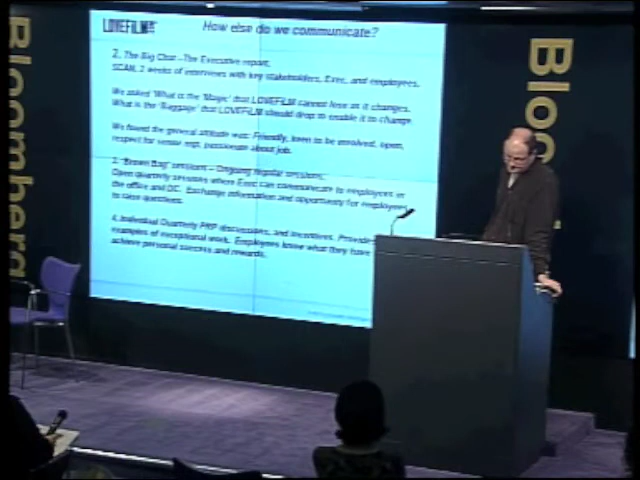 Bloomberg
LOVEFILM
How else do we communicate?
Bloo
2. The Big Chat - The Executive report.
SCAN, 2 weeks of interviews with key stakeholders, Exec, and employees.
We asked 'What is the 'Magic' that LOVEFILM cannot lose as it changes.
What is the 'Baggage' that LOVEFILM should drop to enable it to change.
We found the general attitude was: Friendly, keen to be involved, open,
respect for senior mgt, passionate about job.
3. 'Brown Bag' sessions – Ongoing regular sessions.
Open quarterly sessions where Exec can communicate to employees in
the office and DC. Exchange information and opportunity for employees
to raise questions.
4. Individual Quarterly PRP discussions, and incentives. Provides
examples of exceptional work. Employees know what they have
achieve personal success and rewards.